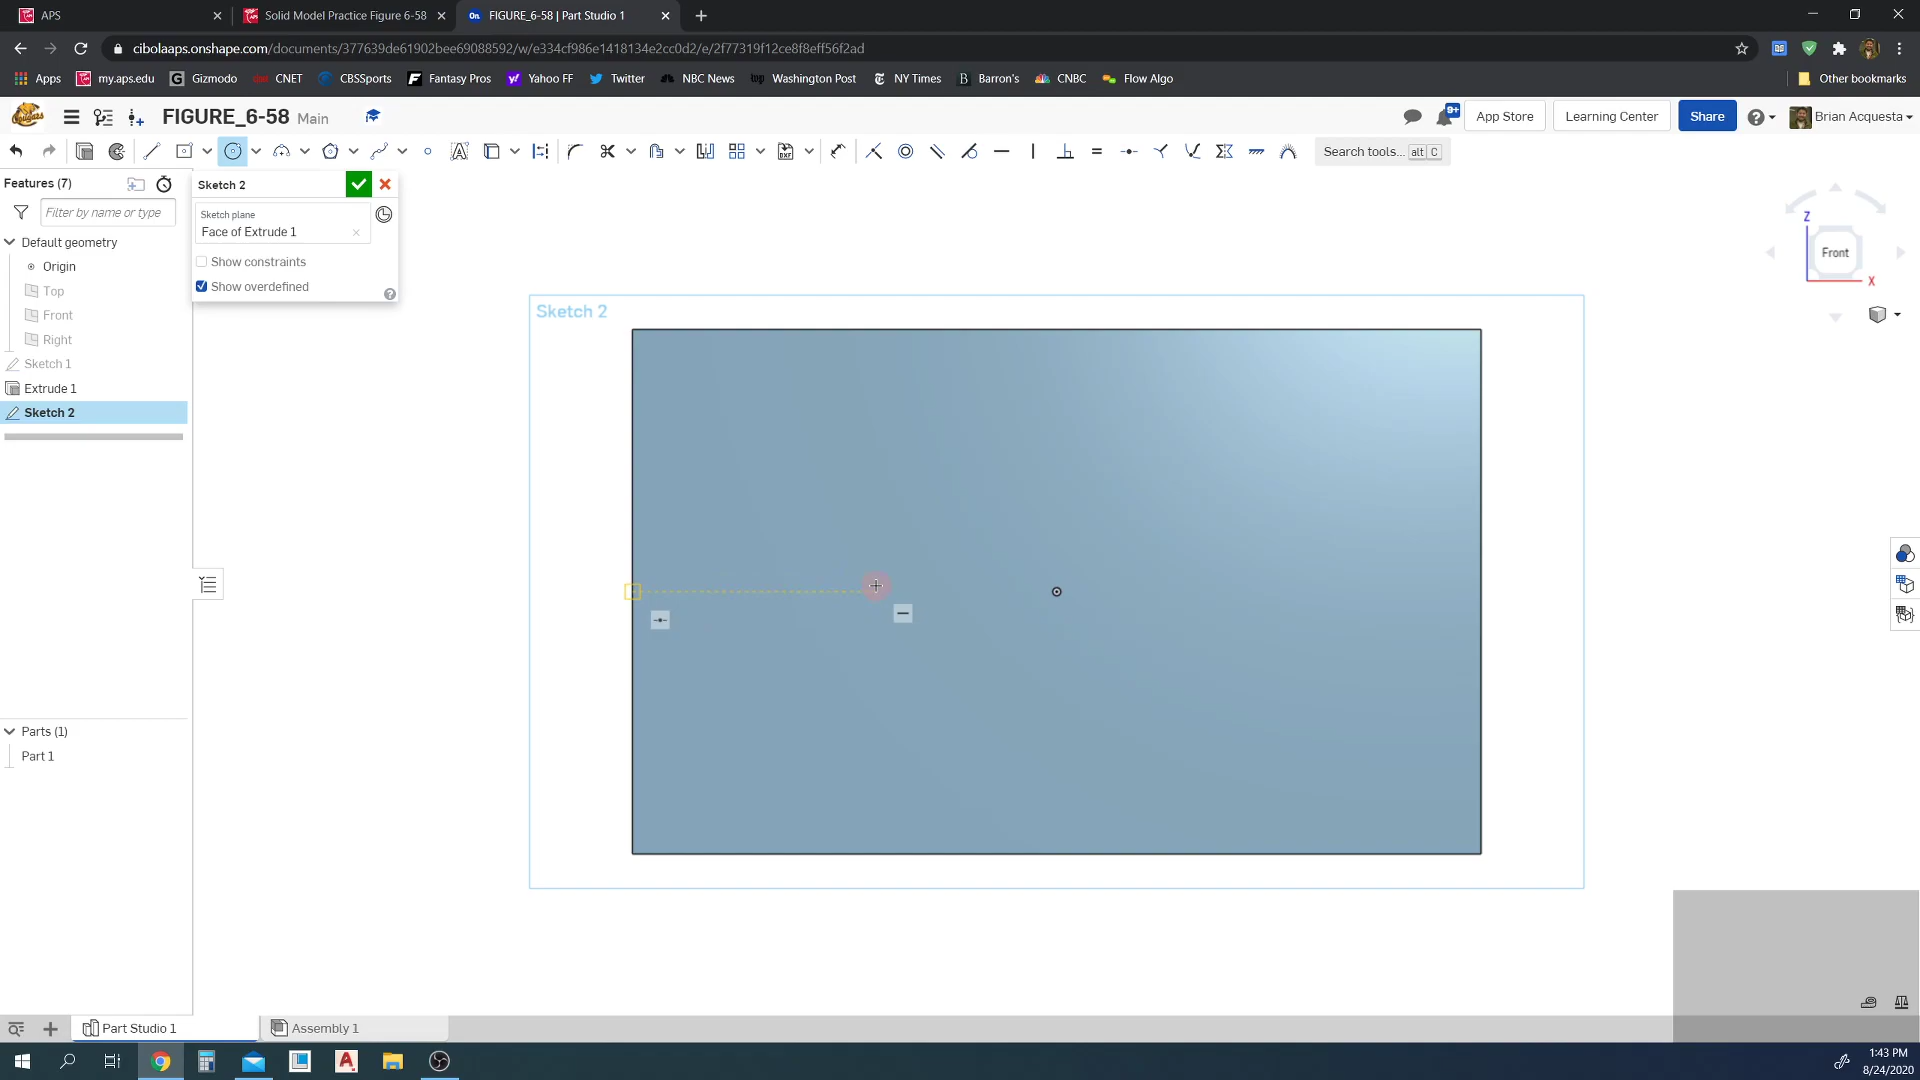 APS
Solid Model Practice Figure 6-58
On FIGURE_6-58 | Part Studio 1
cibolaaps.onshape.com/documents/377639de61902bee69088592/w/e334cf986e1418134e2cc0d2/e/2f77319f12ce8f8eff56f2ad
Apps
my.aps.edu
Gizmodo
CNET
CBSSports
Fantasy Pros
Yahoo FF
Twitter
NBC News
Washington Post
NY Times
Barron's
CNBC
Flow Algo
Other bookmarks
FIGURE_6-58 Main
9+
App Store
Learning Center
Share
Brian Acquesta
DXF
Search tools... alt C
Features (7)
Filter by name or type
Default geometry
Origin
Top
Front
Right
Sketch 1
Extrude 1
Sketch 2
Sketch 2
Sketch plane
Face of Extrude 1
Show constraints
Show overdefined
Sketch 2
Z
Front
X
Parts (1)
Part 1
Part Studio 1
Assembly 1
1:43 PM
8/24/2020